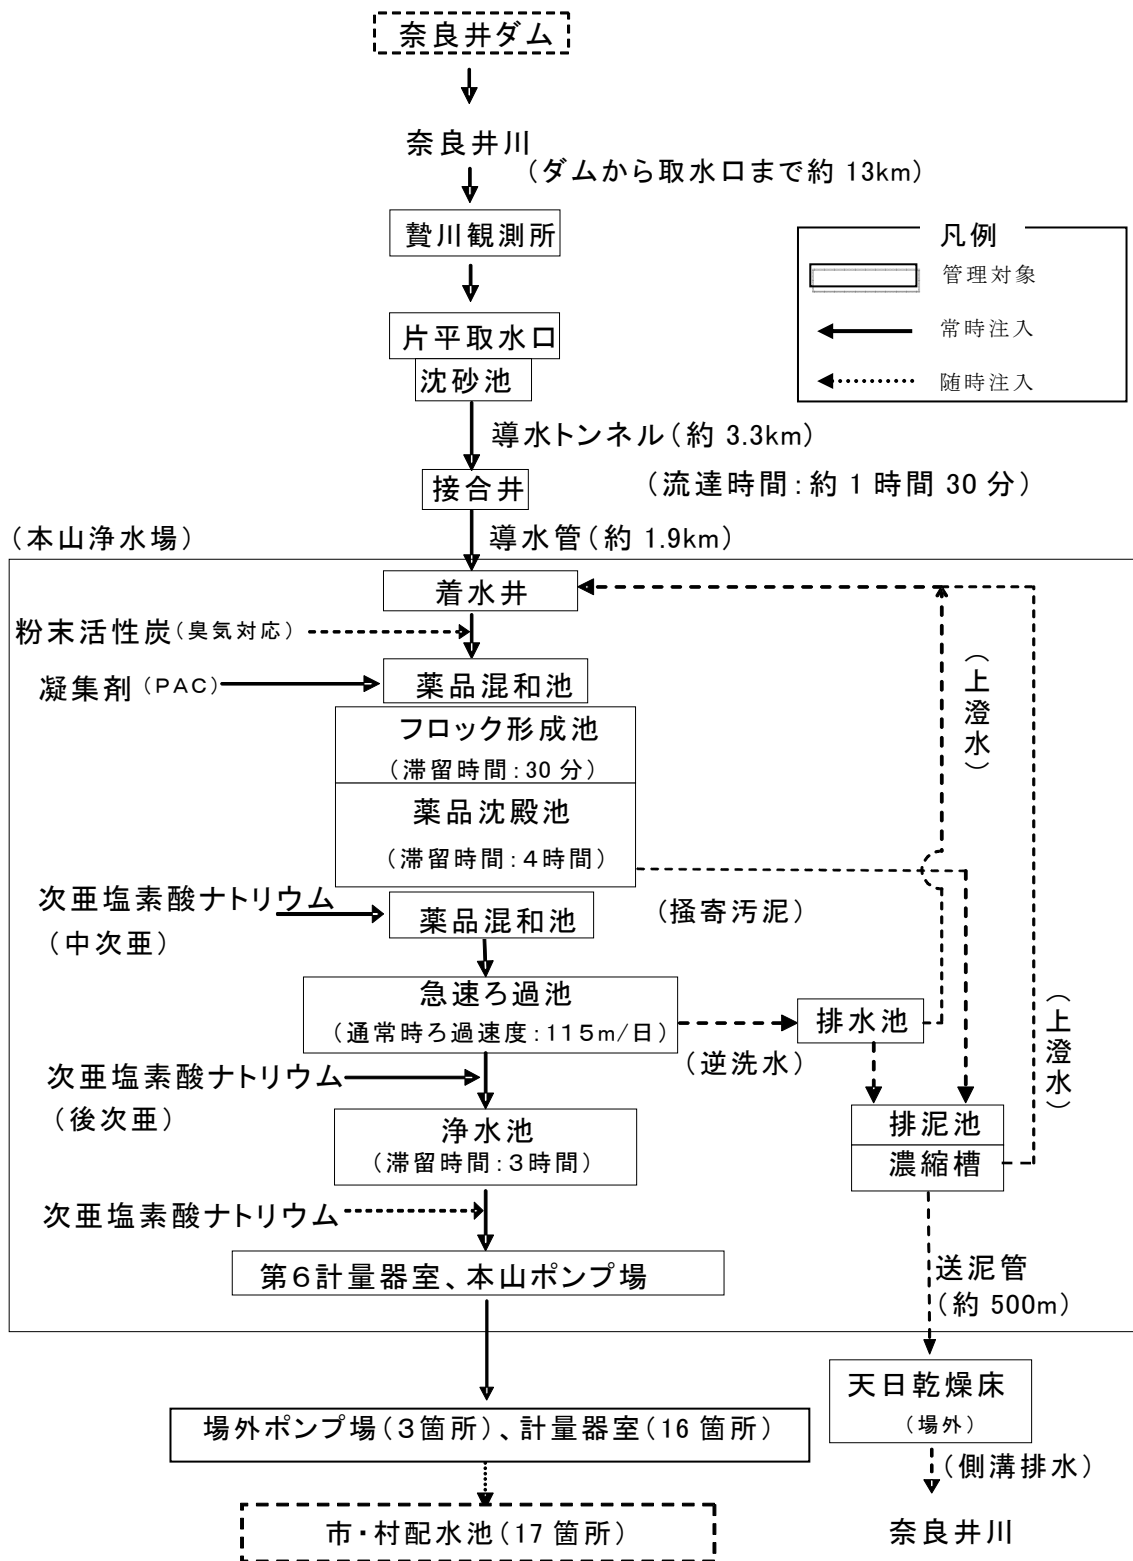 奈良井ダム
奈良井川
(ダムから取水口まで約 13km)
贄川観測所
凡例
管理対象
常時注入
随時注入
片平取水口
沈砂池
導水トンネル(約 3.3km)
(流達時間:約 1 時間 30 分)
接合井
導水管(約 1.9km)
(本山浄水場)
着水井
粉末活性炭(臭気対応)
凝集剤(PAC)
薬品混和池
フロック形成池
(滞留時間:30 分)
薬品沈殿池
(滞留時間:4時間)
(上澄水)
次亜塩素酸ナトリウム
(中次亜)
薬品混和池
(掻寄汚泥)
急速ろ過池
(通常時ろ過速度:115m/日)
(逆洗水)
排水池
(上澄水)
次亜塩素酸ナトリウム
(後次亜)
浄水池
(滞留時間:3時間)
排泥池
濃縮槽
次亜塩素酸ナトリウム
第6計量器室、本山ポンプ場
送泥管
(約 500m)
天日乾燥床
(場外)
場外ポンプ場(3箇所)、計量器室(16 箇所)
(側溝排水)
市・村配水池(17 箇所)
奈良井川